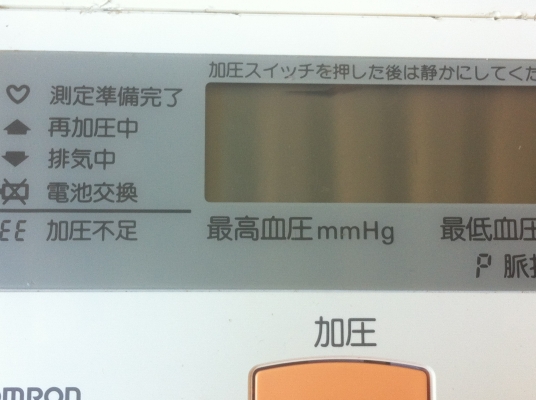 加圧スイッチを押した後は静かにしてくだ
測定準備完了
再加圧中
排気中
電池交換
EE 加圧不足
最高血圧mmHg 最低血圧
P 脈拍
加圧
OMRON